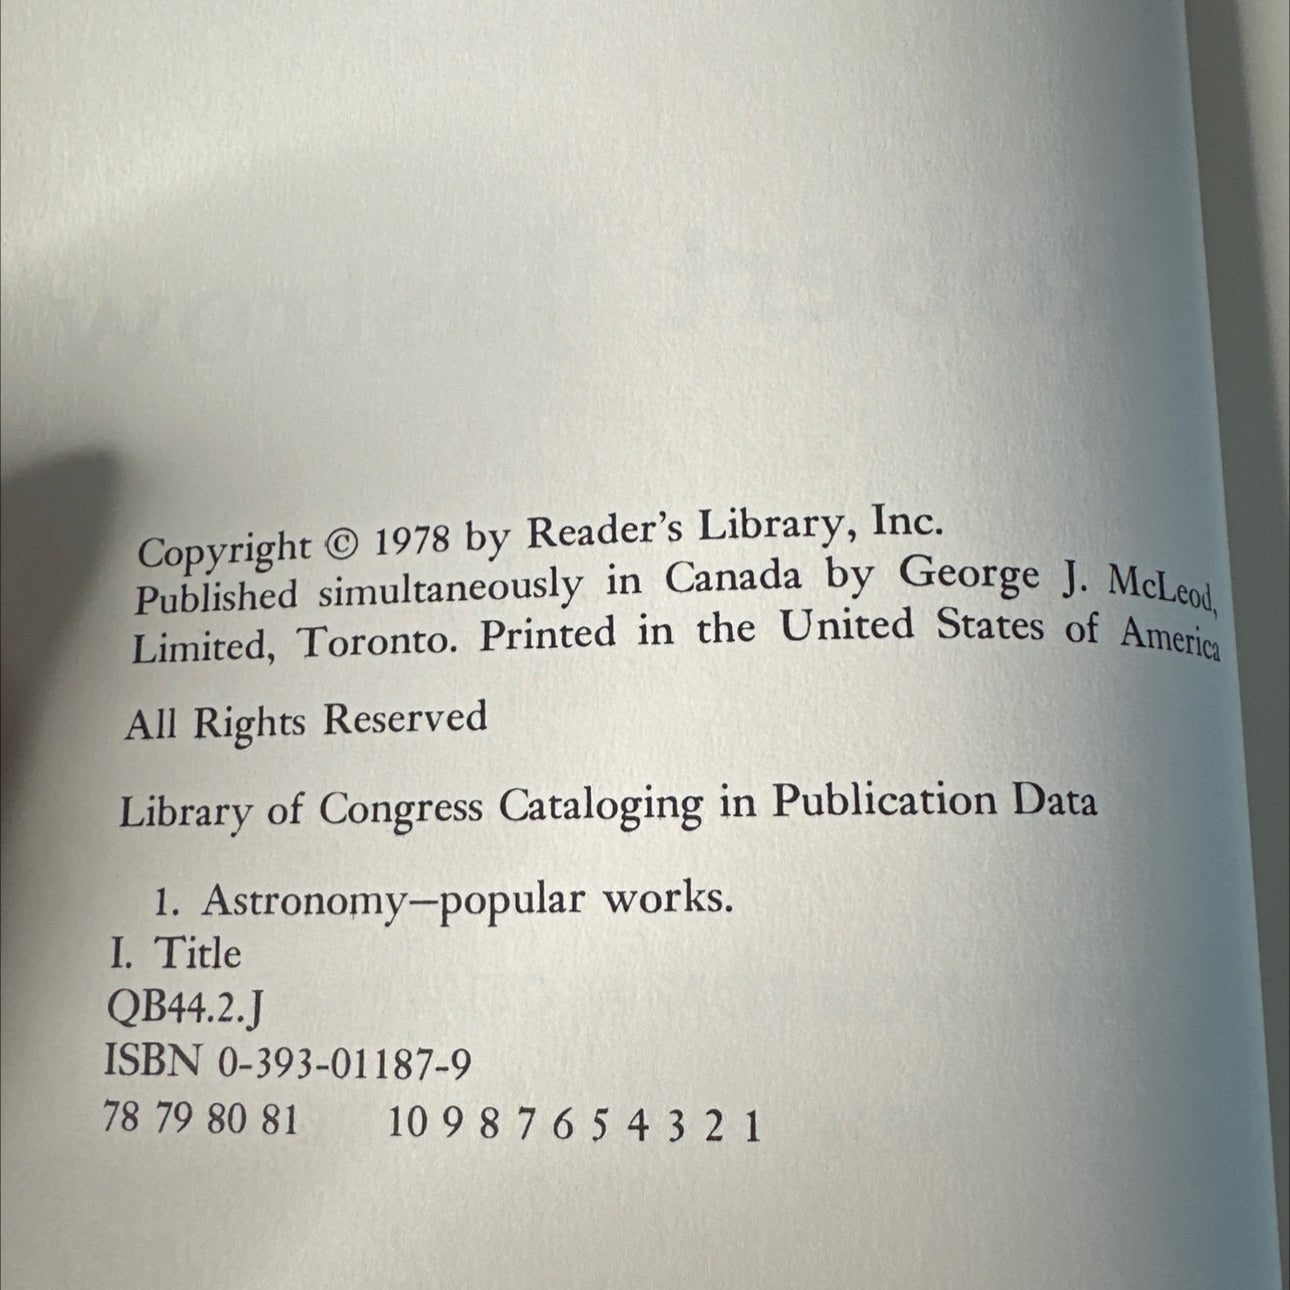 Copyright © 1978 by Reader's Library, Inc.
Published simultaneously in Canada by George J. McLeod,
Limited, Toronto. Printed in the United States of America
All Rights Reserved
Library of Congress Cataloging in Publication Data
1. Astronomy—popular works.
I. Title
QB44.2.J
ISBN 0-393-01187-9
78 79 80 81 10 9 8 7 6 5 4 3 2 1